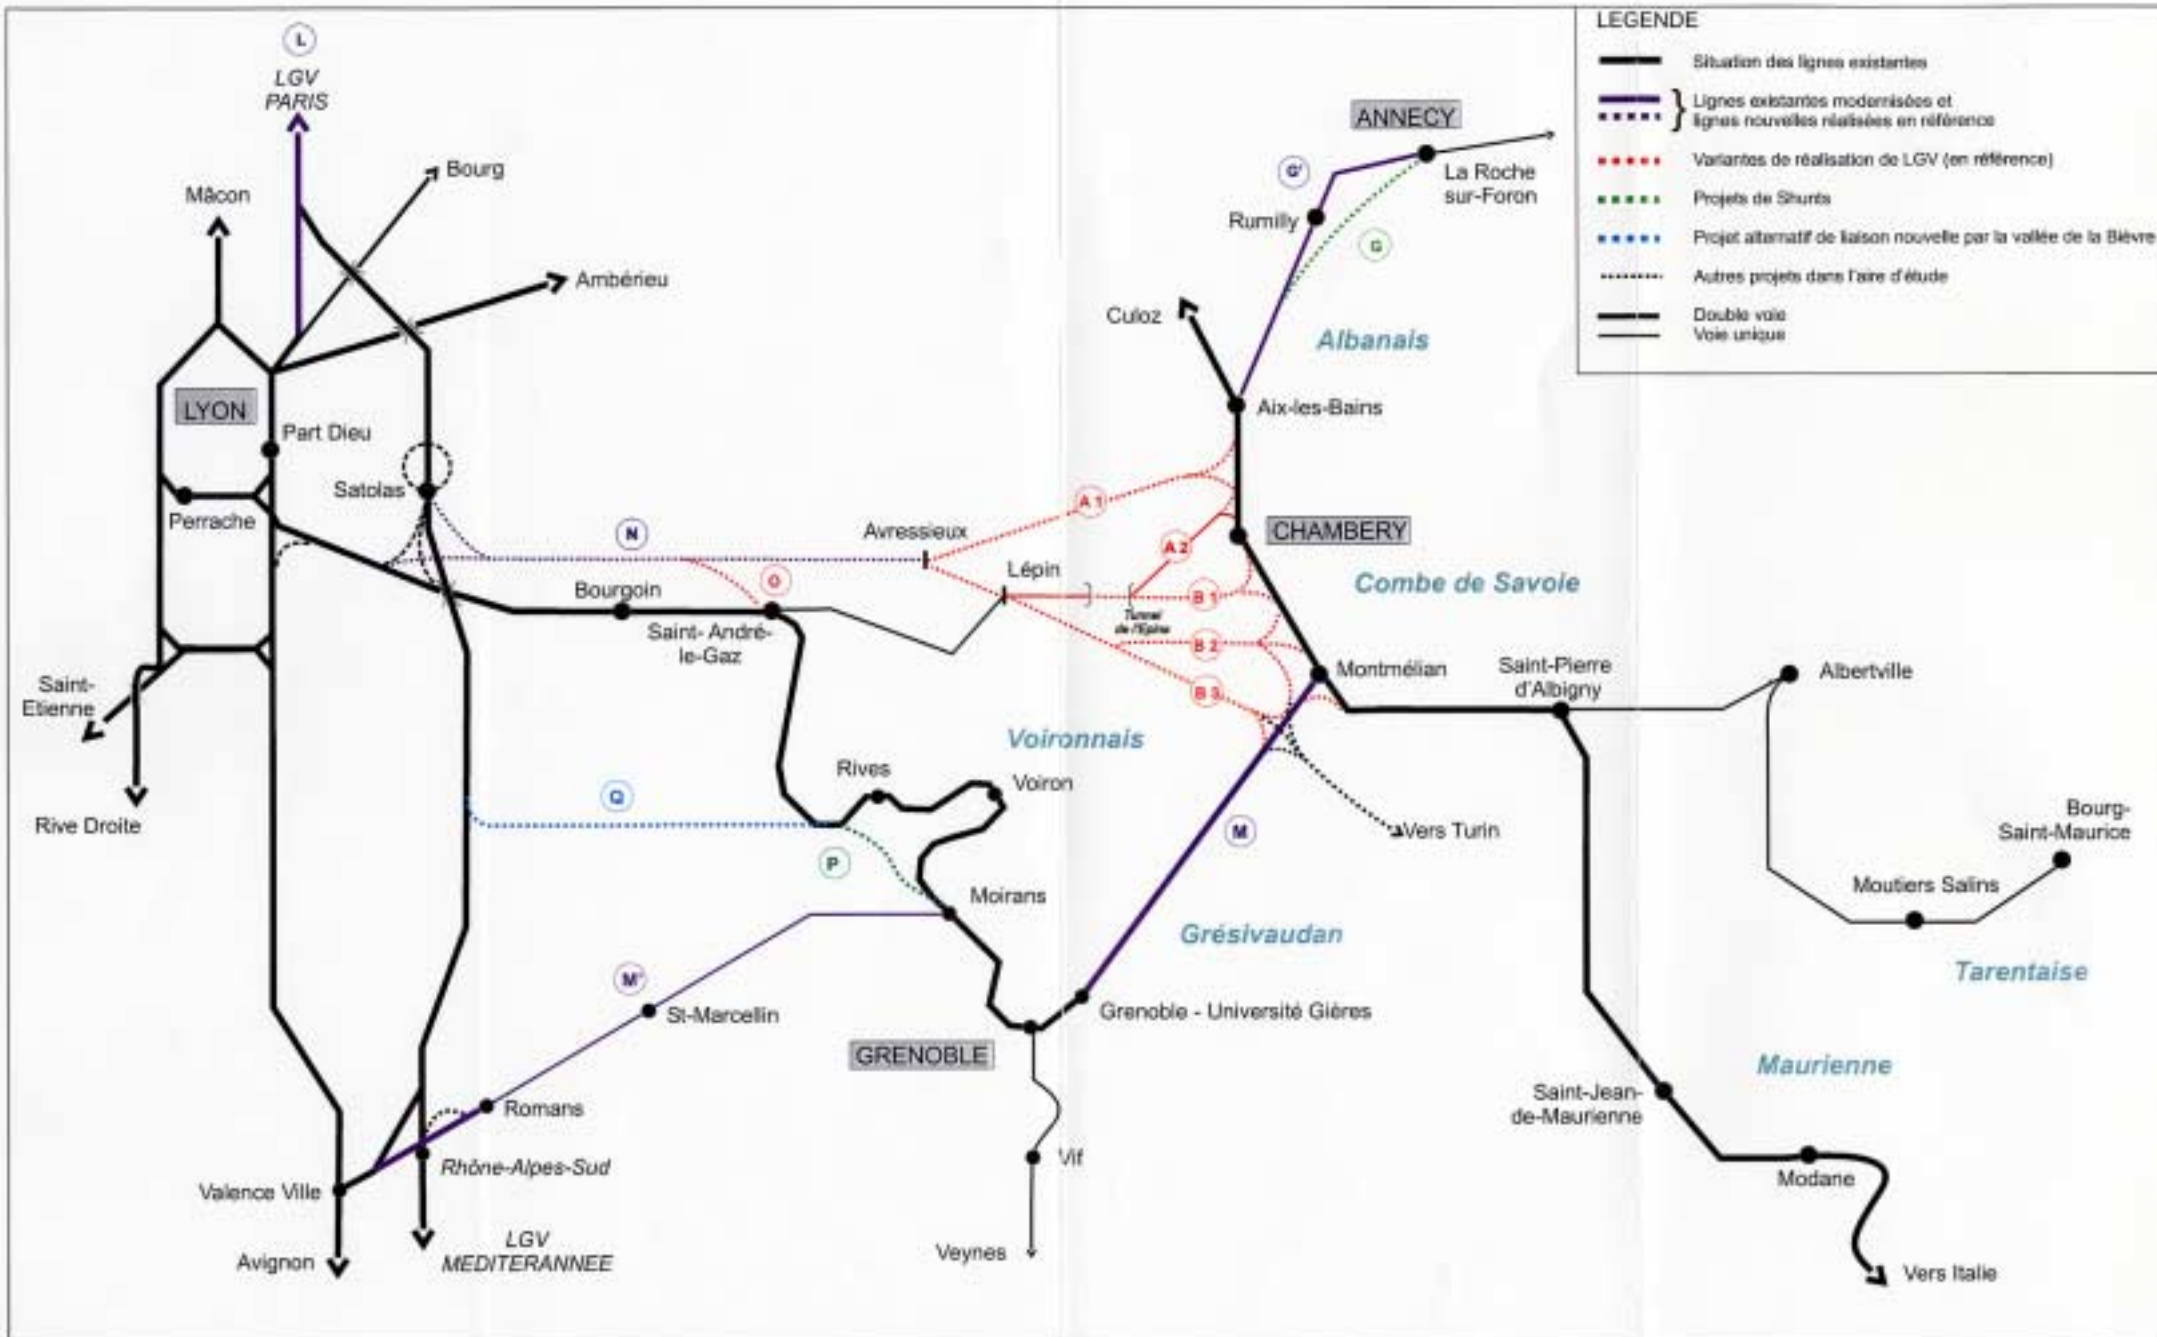 LEGENDE
Situation des lignes existantes
Lignes existantes modernisées et
lignes nouvelles réalisées en référence
Variantes de réalisation de LGV (en référence)
Projets de Shunts
Projet alternatif de liaison nouvelle par la vallée de la Bièvre
Autres projets dans l'aire d'étude
Double voie
Voie unique
L
LGV
PARIS
Bourg
Mâcon
Ambérieu
LYON
Part Dieu
Satolas
Perrache
ANNECY
G'
La Roche
sur-Foron
Rumilly
G
Culoz
Albanais
Aix-les-Bains
A 1
CHAMBERY
N
Avressieux
A 2
Lépin
Combe de Savoie
O
Bourgoin
B 1
Tunnel
de l'Epine
Saint- André-
le-Gaz
B 2
Montmélian
Saint-Pierre
d'Albigny
Albertville
B 3
Saint-
Etienne
Voironnais
Rives
Voiron
Q
Rive Droite
M
Vers Turin
Bourg-
Saint-Maurice
P
Moutiers Salins
Moirans
Grésivaudan
Tarentaise
M'
St-Marcellin
Grenoble - Université Gières
GRENOBLE
Maurienne
Saint-Jean-
de-Maurienne
Romans
Rhône-Alpes-Sud
Vif
Valence Ville
Modane
LGV
MEDITERANNEE
Veynes
Avignon
Vers Italie